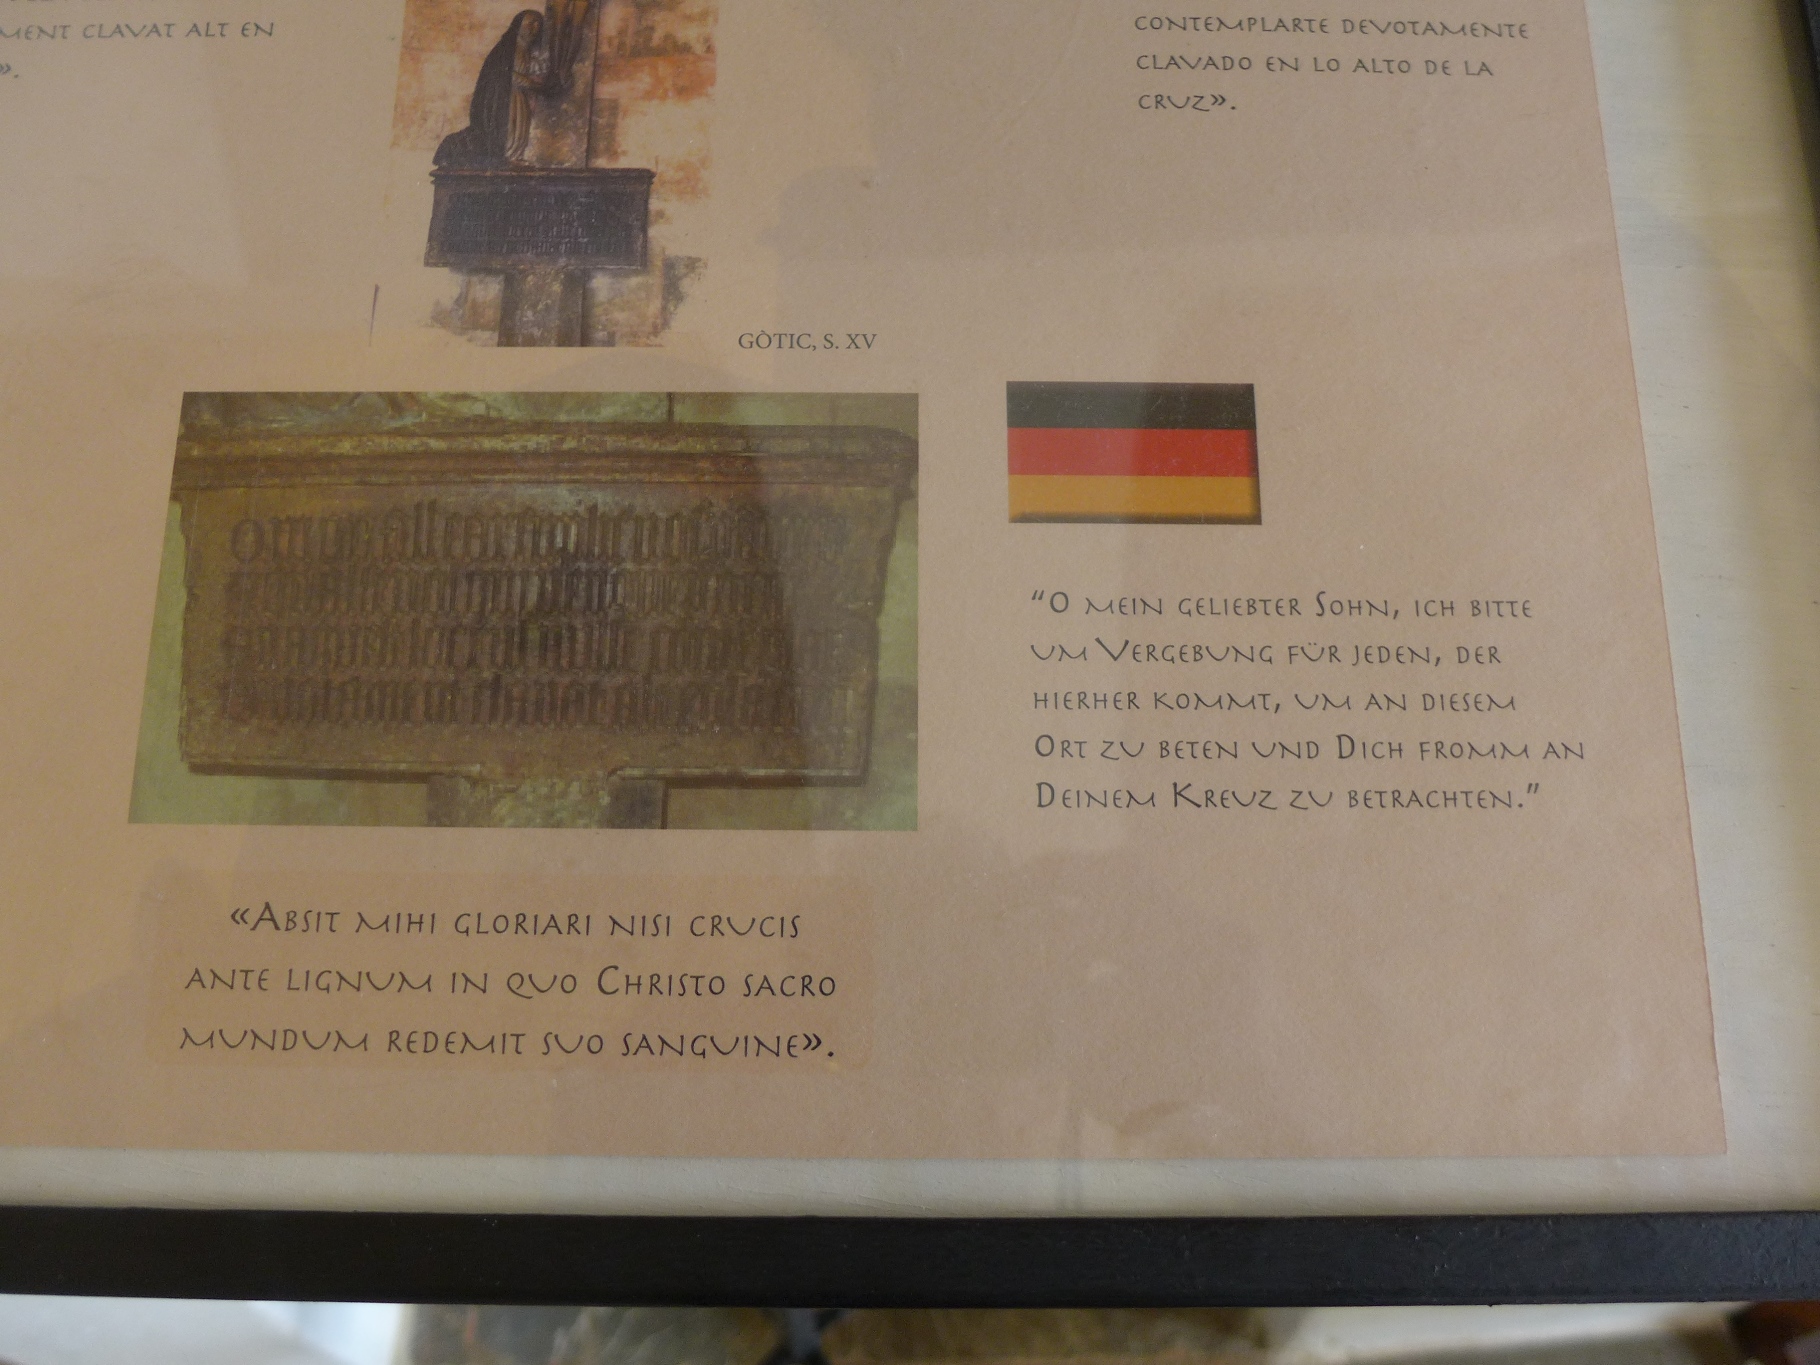 MENT CLAVAT ALT EN
».
CONTEMPLARTE DEVOTAMENTE
CLAVADO EN LO ALTO DE LA
CRUZ».
GÒTIC, S. XV
“O MEIN GELIEBTER SOHN, ICH BITTE
UM VERGEBUNG FÜR JEDEN, DER
HIERHER KOMMT, UM AN DIESEM
ORT ZU BETEN UND DICH FROMM AN
DEINEM KREUZ ZU BETRACHTEN.”
«ABSIT MIHI GLORIARI NISI CRUCIS
ANTE LIGNUM IN QUO CHRISTO SACRO
MUNDUM REDEMIT SUO SANGUINE».